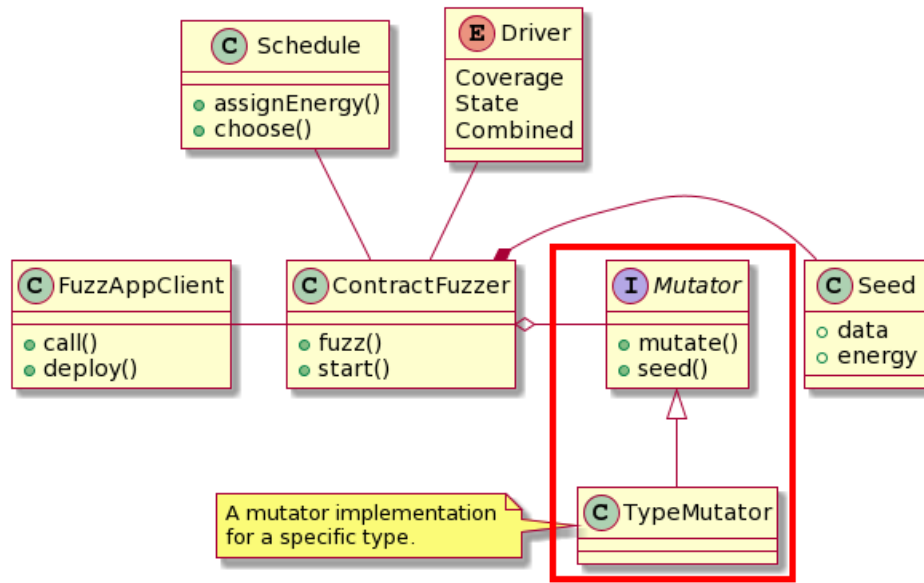 C Schedule
assignEnergy()
choose()
E Driver
Coverage
State
Combined
C FuzzAppClient
call()
deploy()
C ContractFuzzer
fuzz()
start()
I Mutator
mutate()
seed()
C Seed
data
energy
A mutator implementation
for a specific type.
C TypeMutator